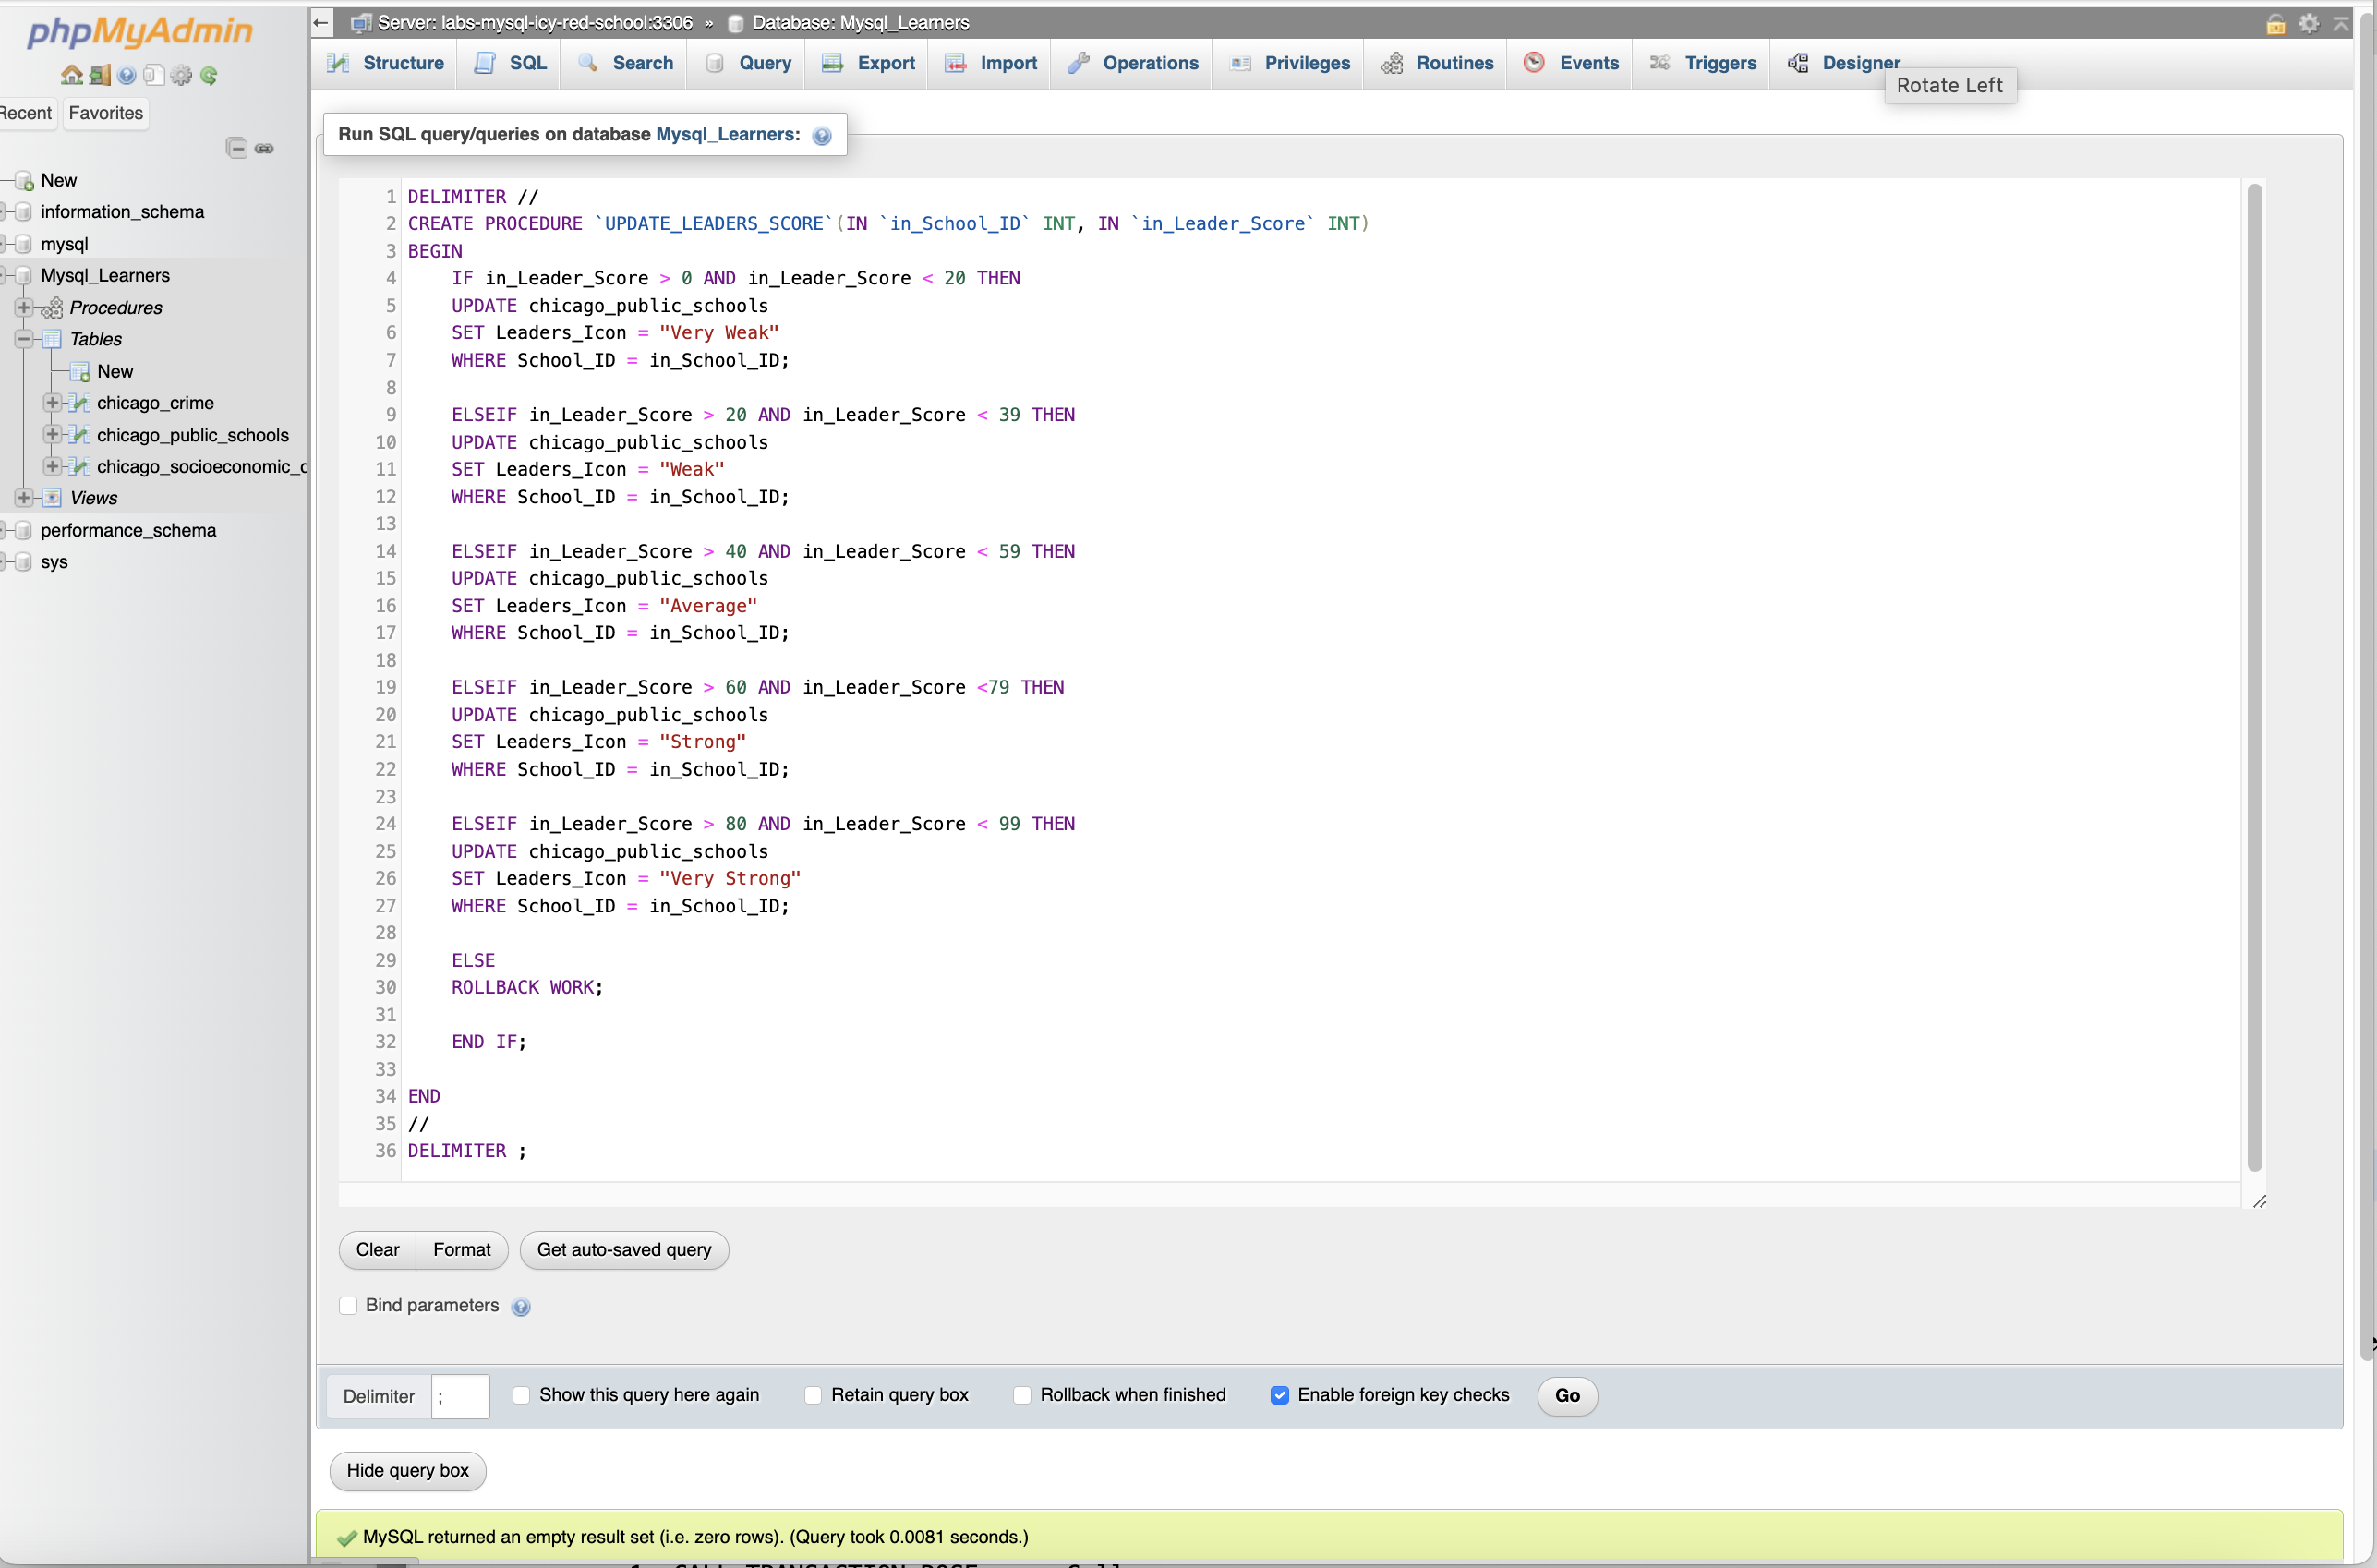 phpMyAdmin
Recent Favorites
New
information_schema
mysql
Mysql_Learners
Procedures
Tables
New
chicago_crime
chicago_public_schools
chicago_socioeconomic_
Views
performance_schema
sys
Server: labs-mysql-icy-red-school:3306 » Database: Mysql_Learners
Structure SQL Search Query Export Import Operations Privileges Routines Events Triggers Designer
Rotate Left
Run SQL query/queries on database Mysql_Learners:
1 DELIMITER //
2 CREATE PROCEDURE `UPDATE_LEADERS_SCORE`(IN `in_School_ID` INT, IN `in_Leader_Score` INT)
3 BEGIN
4 IF in_Leader_Score > 0 AND in_Leader_Score < 20 THEN
5 UPDATE chicago_public_schools
6 SET Leaders_Icon = "Very Weak"
7 WHERE School_ID = in_School_ID;
8
9 ELSEIF in_Leader_Score > 20 AND in_Leader_Score < 39 THEN
10 UPDATE chicago_public_schools
11 SET Leaders_Icon = "Weak"
12 WHERE School_ID = in_School_ID;
13
14 ELSEIF in_Leader_Score > 40 AND in_Leader_Score < 59 THEN
15 UPDATE chicago_public_schools
16 SET Leaders_Icon = "Average"
17 WHERE School_ID = in_School_ID;
18
19 ELSEIF in_Leader_Score > 60 AND in_Leader_Score <79 THEN
20 UPDATE chicago_public_schools
21 SET Leaders_Icon = "Strong"
22 WHERE School_ID = in_School_ID;
23
24 ELSEIF in_Leader_Score > 80 AND in_Leader_Score < 99 THEN
25 UPDATE chicago_public_schools
26 SET Leaders_Icon = "Very Strong"
27 WHERE School_ID = in_School_ID;
28
29 ELSE
30 ROLLBACK WORK;
31
32 END IF;
33
34 END
35 //
36 DELIMITER ;
Clear Format Get auto-saved query
Bind parameters
Delimiter ; Show this query here again Retain query box Rollback when finished Enable foreign key checks Go
Hide query box
MySQL returned an empty result set (i.e. zero rows). (Query took 0.0081 seconds.)